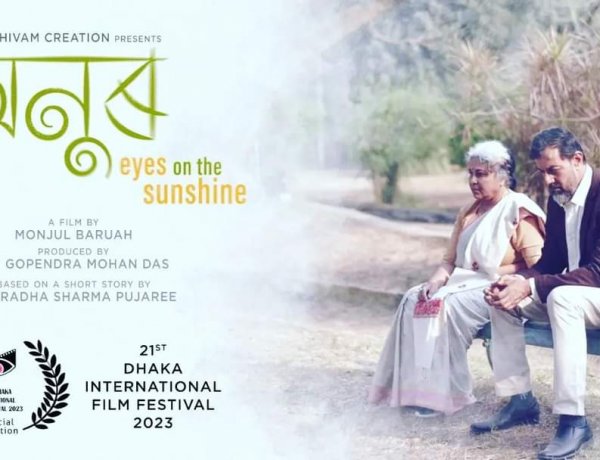 HIVAM CREATION PRESENTS
অনুৰ
eyes on the
sunshine
A FILM BY
MONJUL BARUAH
PRODUCED BY
GOPENDRA MOHAN DAS
BASED ON A SHORT STORY BY
RADHA SHARMA PUJAREE
21ST
DHAKA
INTERNATIONAL
FILM FESTIVAL
2023